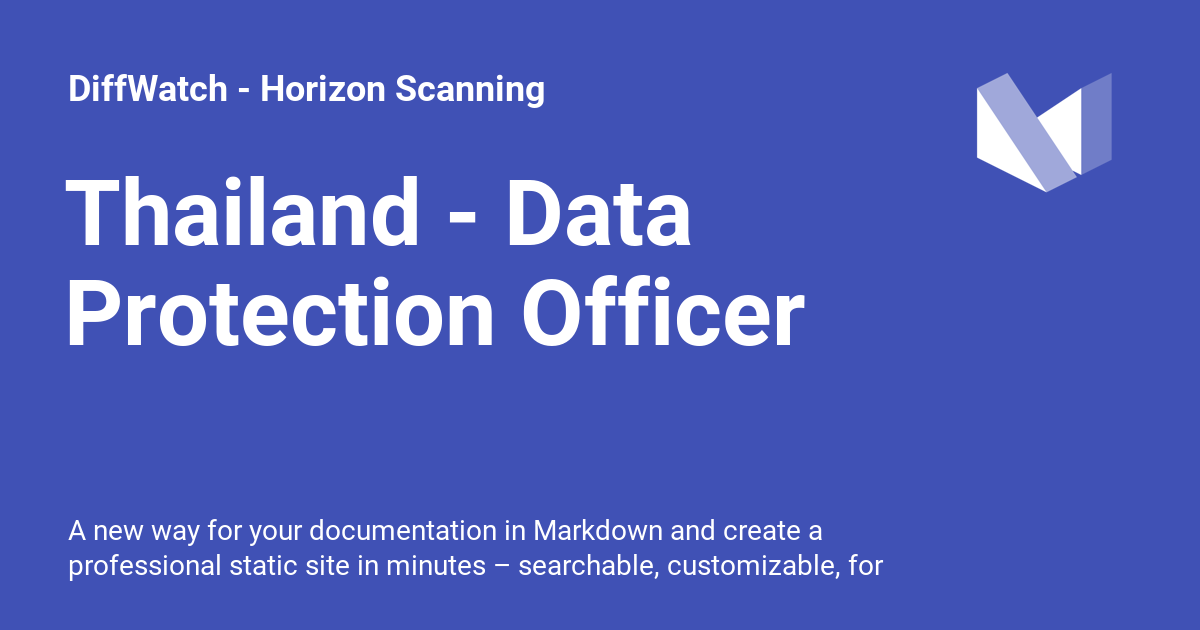 DiffWatch - Horizon Scanning
Thailand - Data
Protection Officer
A new way for your documentation in Markdown and create a
professional static site in minutes – searchable, customizable, for